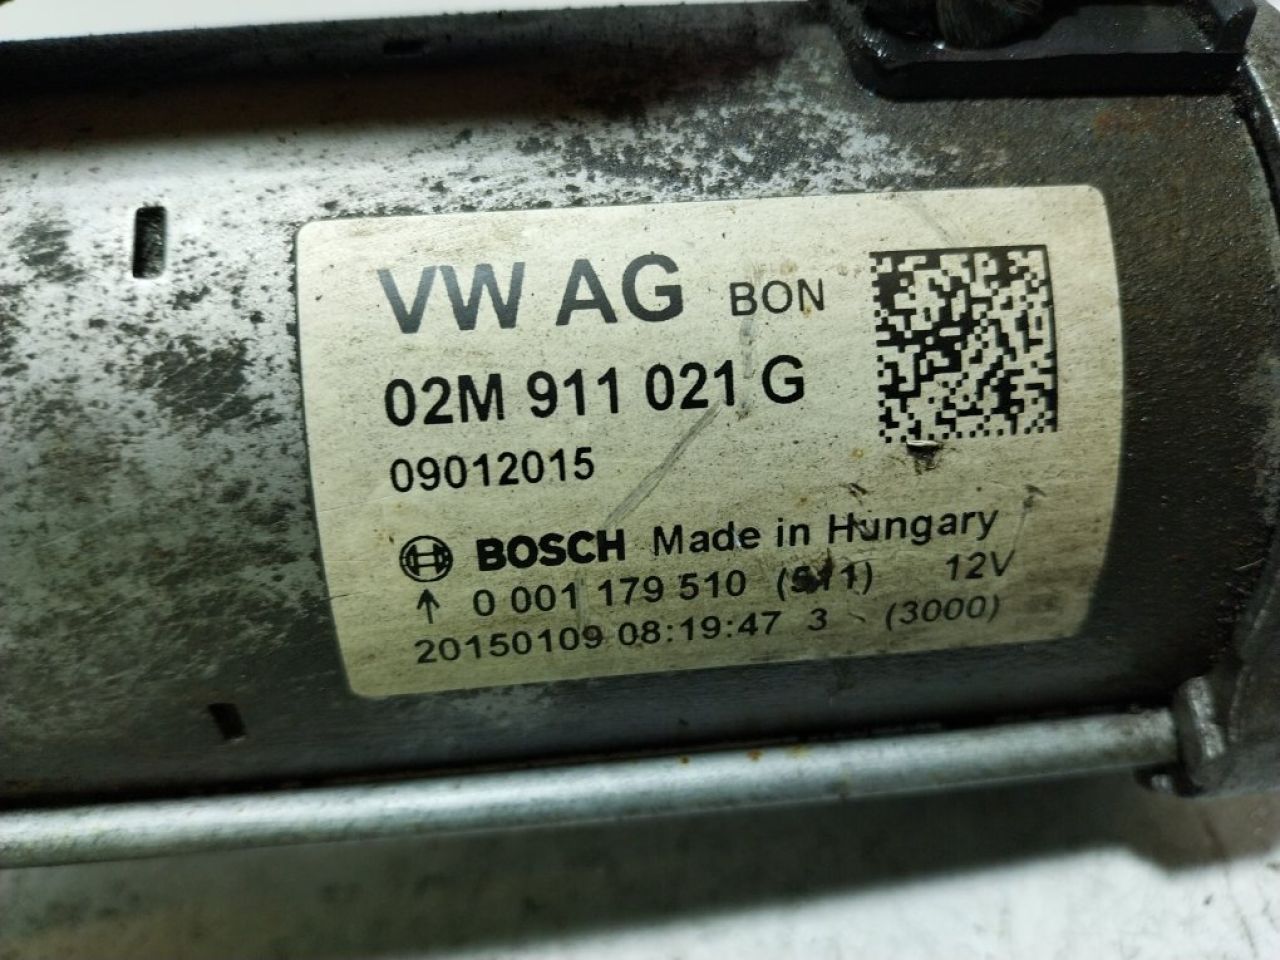 VW AG BON
02M 911 021 G
09012015
BOSCH Made in Hungary
↑ 0 001 179 510 (511) 12V
20150109 08:19:47 3 (3000)